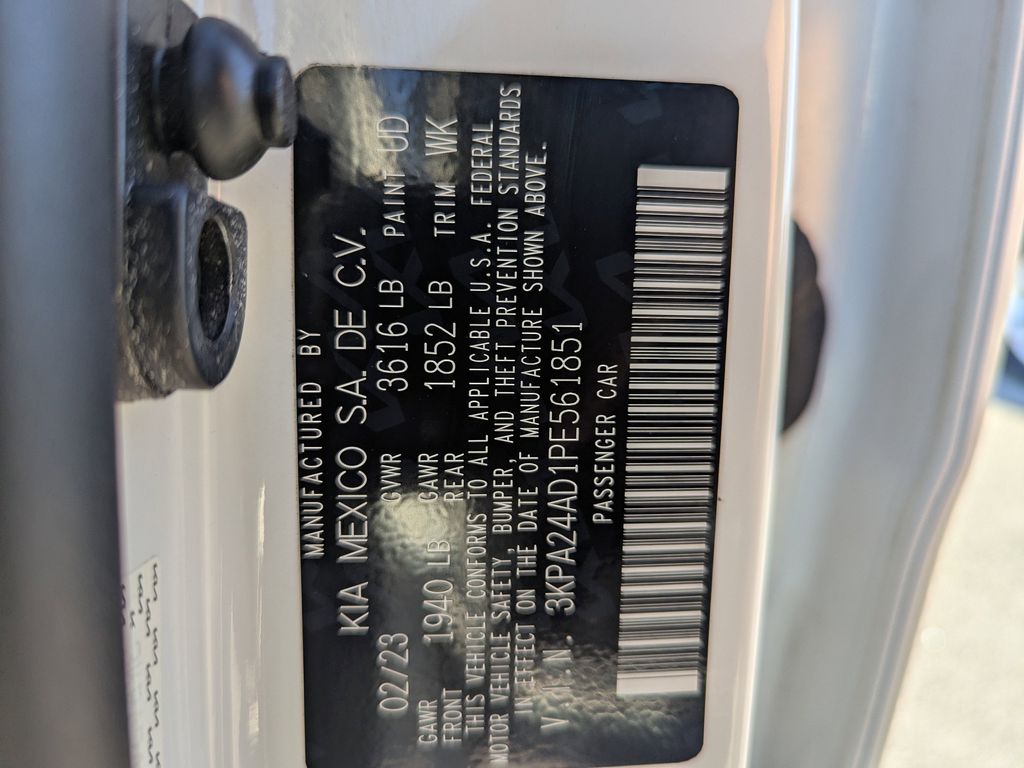 MANUFACTURED BY
KIA MEXICO S.A. DE C.V.
02/23 GVWR 3616 LB PAINT UD
GAWR FRONT 1940 LB GAWR REAR 1852 LB TRIM WK
THIS VEHICLE CONFORMS TO ALL APPLICABLE U.S.A. FEDERAL
MOTOR VEHICLE SAFETY, BUMPER, AND THEFT PREVENTION STANDARDS
IN EFFECT ON THE DATE OF MANUFACTURE SHOWN ABOVE.
V.I.N. 3KPA24AD1PE561851
PASSENGER CAR